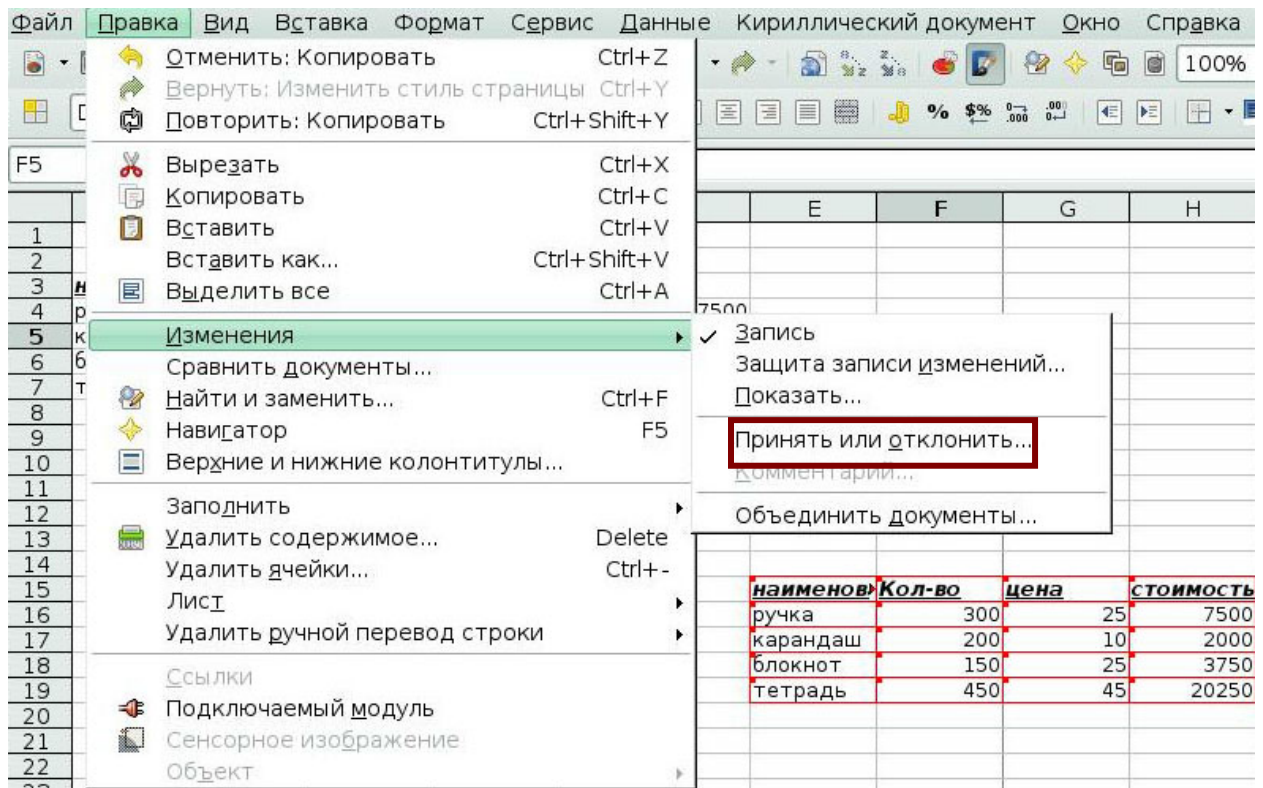 Файл Правка Вид Вставка Формат Сервис Данные Кириллический документ Окно Справка
Отменить: Копировать Ctrl+Z
100%
Вернуть: Изменить стиль страницы Ctrl+Y
Повторить: Копировать Ctrl+Shift+Y
F5
Вырезать Ctrl+X
Копировать Ctrl+C
Вставить Ctrl+V
Вставить как... Ctrl+Shift+V
Выделить все Ctrl+A
Изменения
Сравнить документы...
Найти и заменить... Ctrl+F
Навигатор F5
Верхние и нижние колонтитулы...
Заполнить
Удалить содержимое... Delete
Удалить ячейки... Ctrl+-
Лист
Удалить ручной перевод строки
Ссылки
Подключаемый модуль
Сенсорное изображение
Объект
Запись
Защита записи изменений...
Показать...
Принять или отклонить...
Комментарий...
Объединить документы...
E F G H
1
2
3 н
4 р 7500
5 к
6 б
7 т
8
9
10
11
12
13
14
15 наименов Кол-во цена стоимость
16 ручка 300 25 7500
17 карандаш 200 10 2000
18 блокнот 150 25 3750
19 тетрадь 450 45 20250
20
21
22